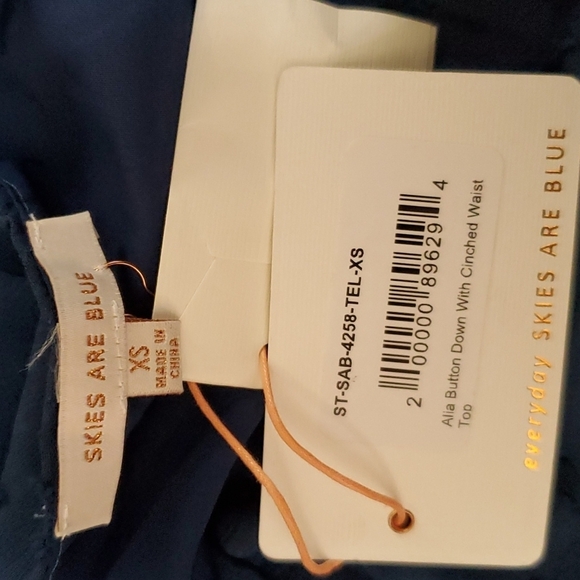 SKIES ARE BLUE
XS
MADE IN
CHINA
ST-SAB-4258-TEL-XS
2 00000 89629 4
Alia Button Down With Cinched Waist
Top
everyday SKIES ARE BLUE